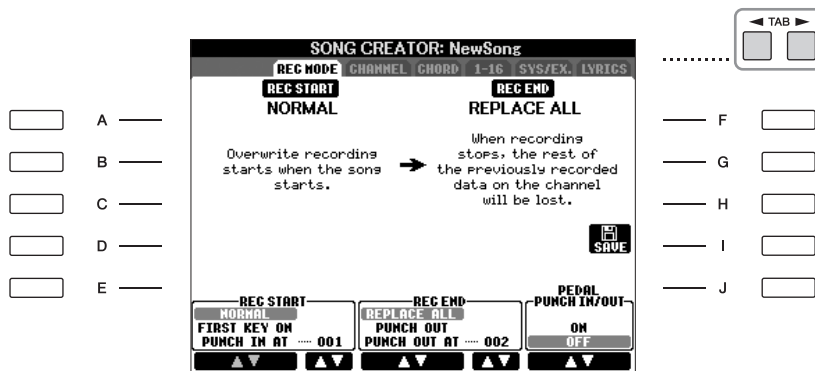 ◄ TAB ►
SONG CREATOR: NewSong
REC MODE CHANNEL CHORD 1-16 SYS/EX. LYRICS
REC START
NORMAL
Overwrite recording
starts when the song
starts.
REC END
REPLACE ALL
When recording
stops, the rest of
the previously recorded
data on the channel
will be lost.
A
B
C
D
E
F
G
H
I
J
SAVE
REC START
NORMAL
FIRST KEY ON
PUNCH IN AT ···· 001
REC END
REPLACE ALL
PUNCH OUT
PUNCH OUT AT ···· 002
PEDAL
PUNCH IN/OUT
ON
OFF